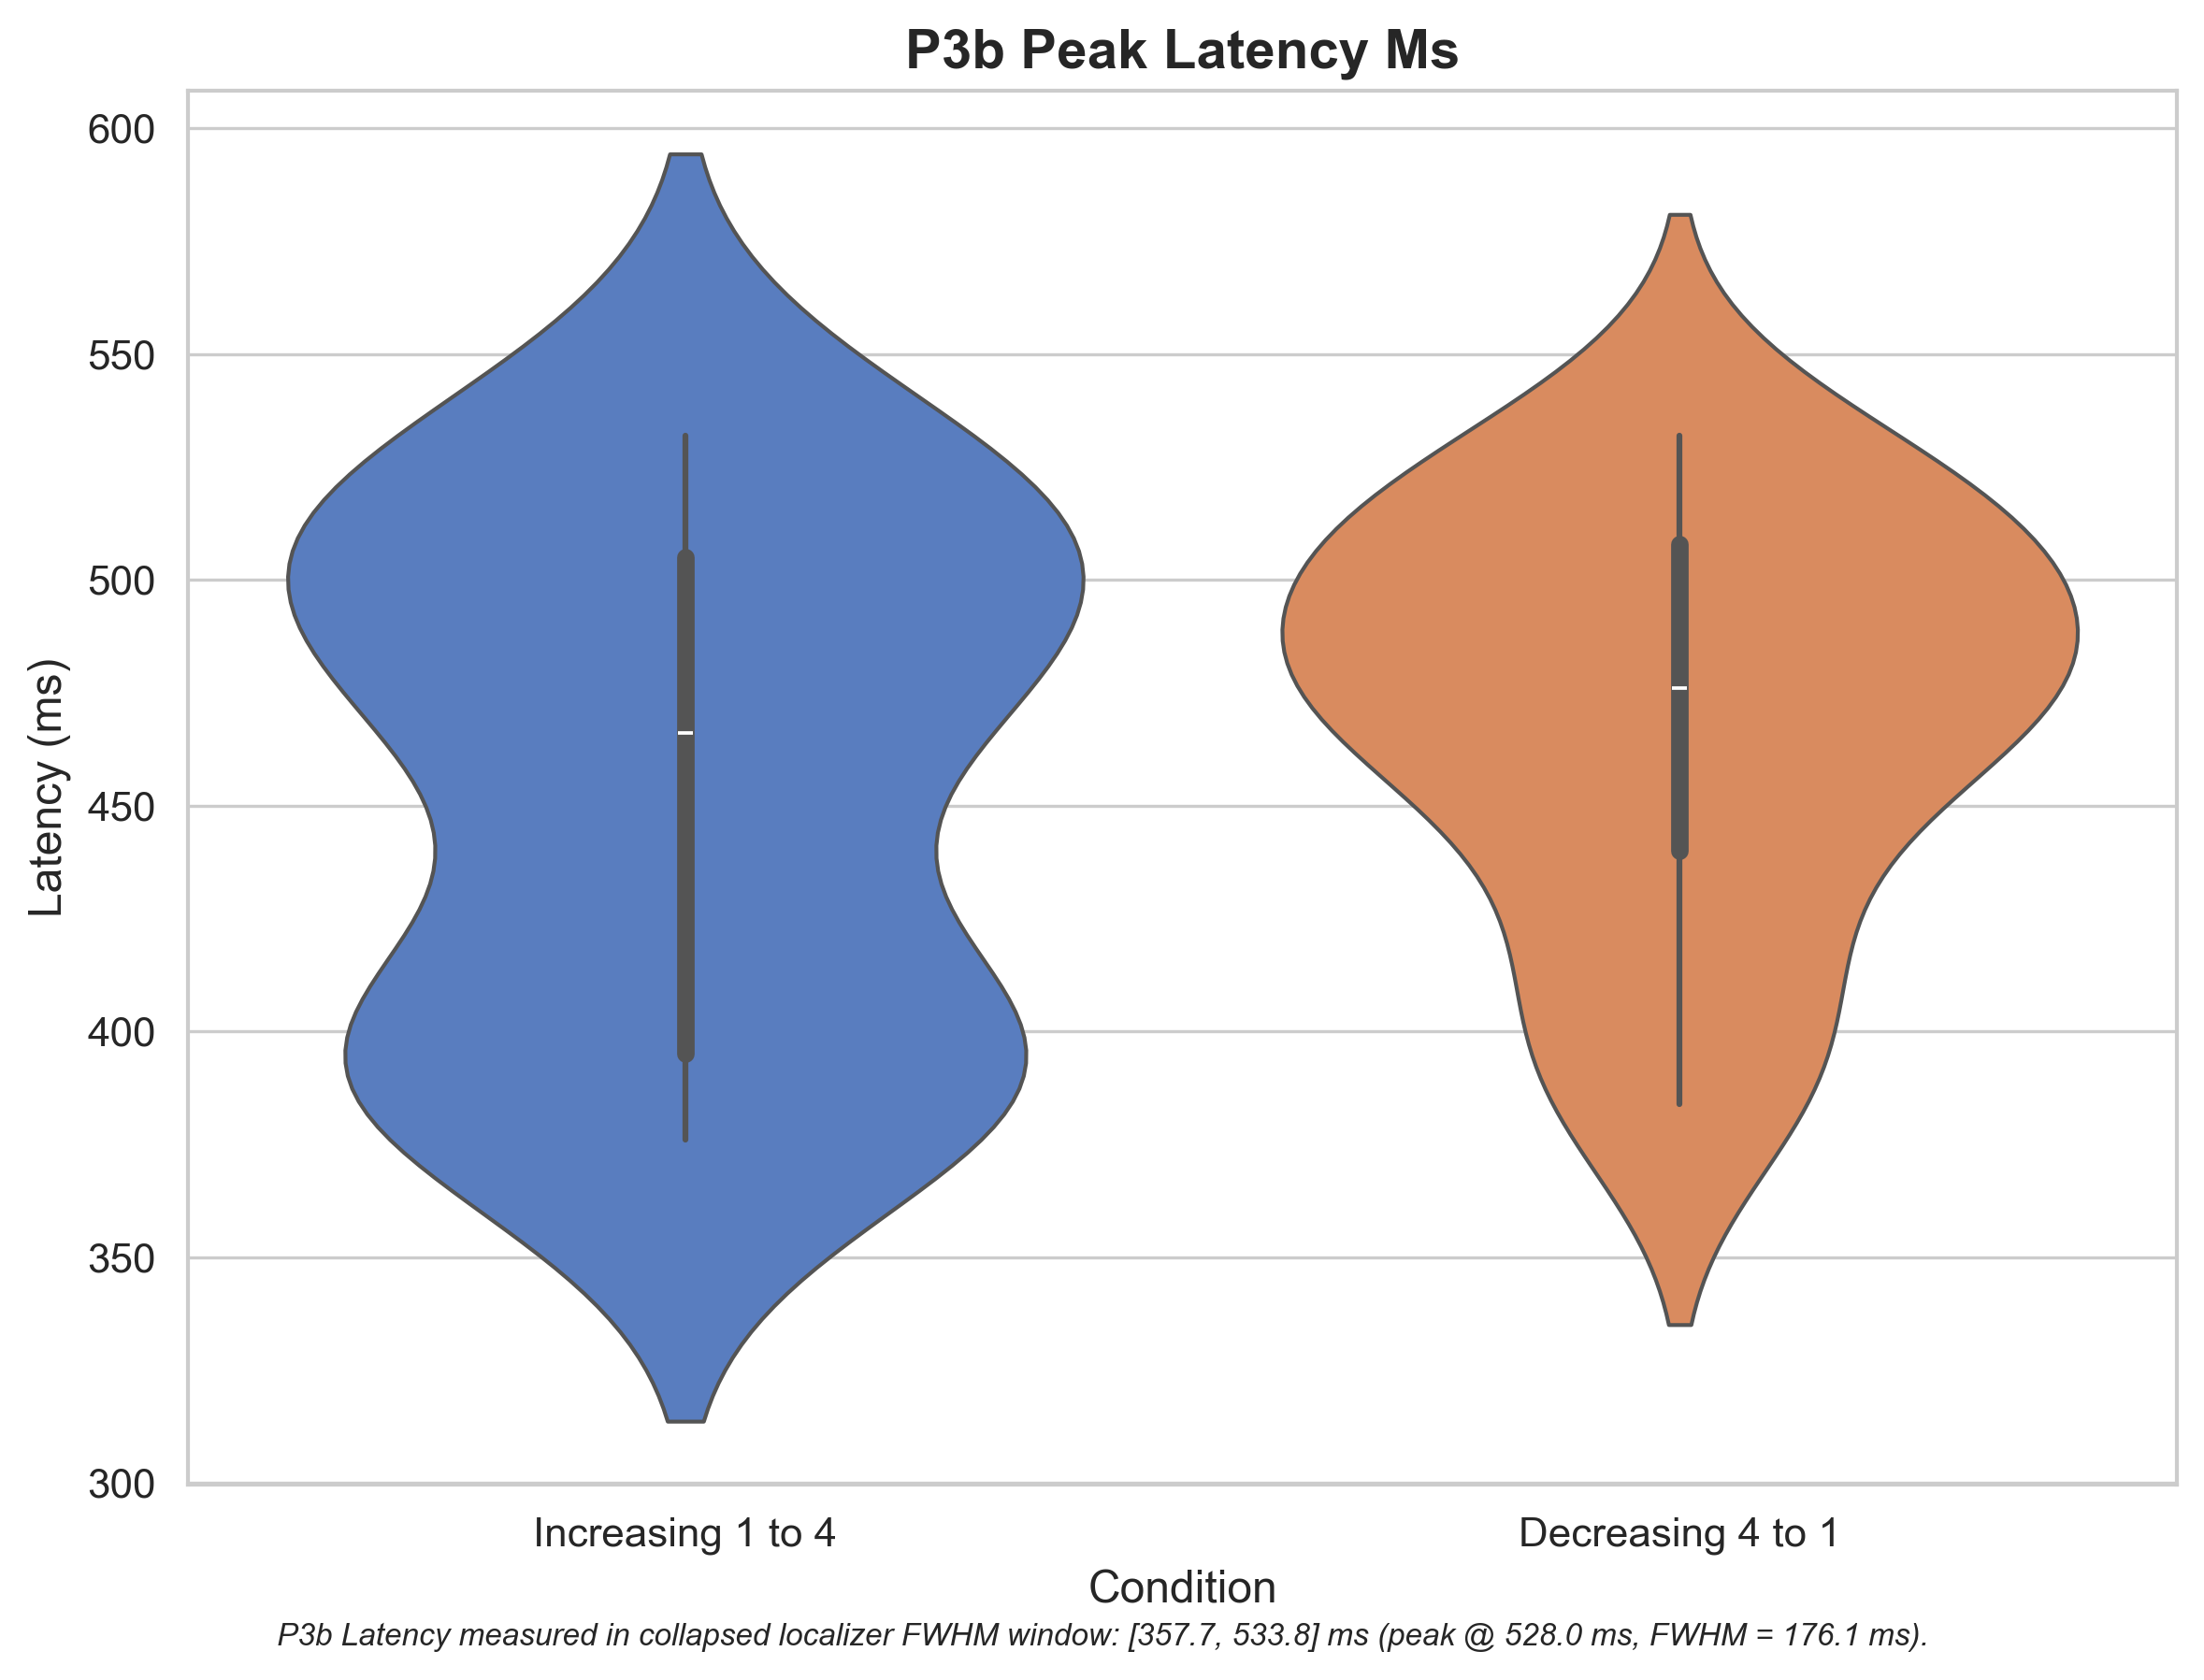 P3b Peak Latency Ms
600
550
500
450
400
350
300
Latency (ms)
Increasing 1 to 4
Decreasing 4 to 1
Condition
P3b Latency measured in collapsed localizer FWHM window: [357.7, 533.8] ms (peak @ 528.0 ms, FWHM = 176.1 ms).